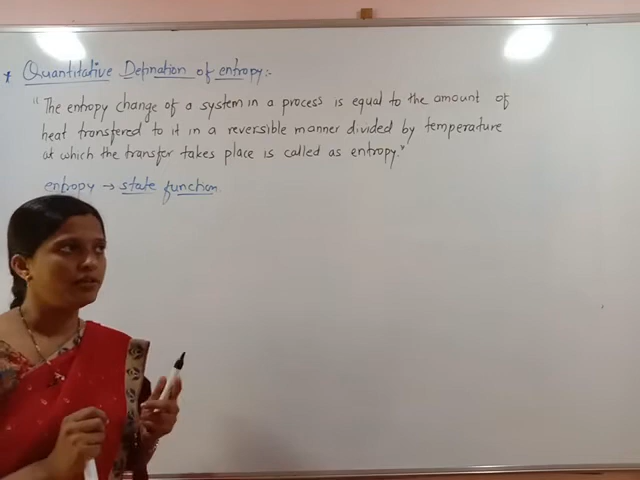 * Quantitative Defination of entropy:-
"The entropy change of a system in a process is equal to the amount of
heat transfered to it in a reversible manner divided by temperature
at which the transfer takes place is called as entropy."
entropy → state function